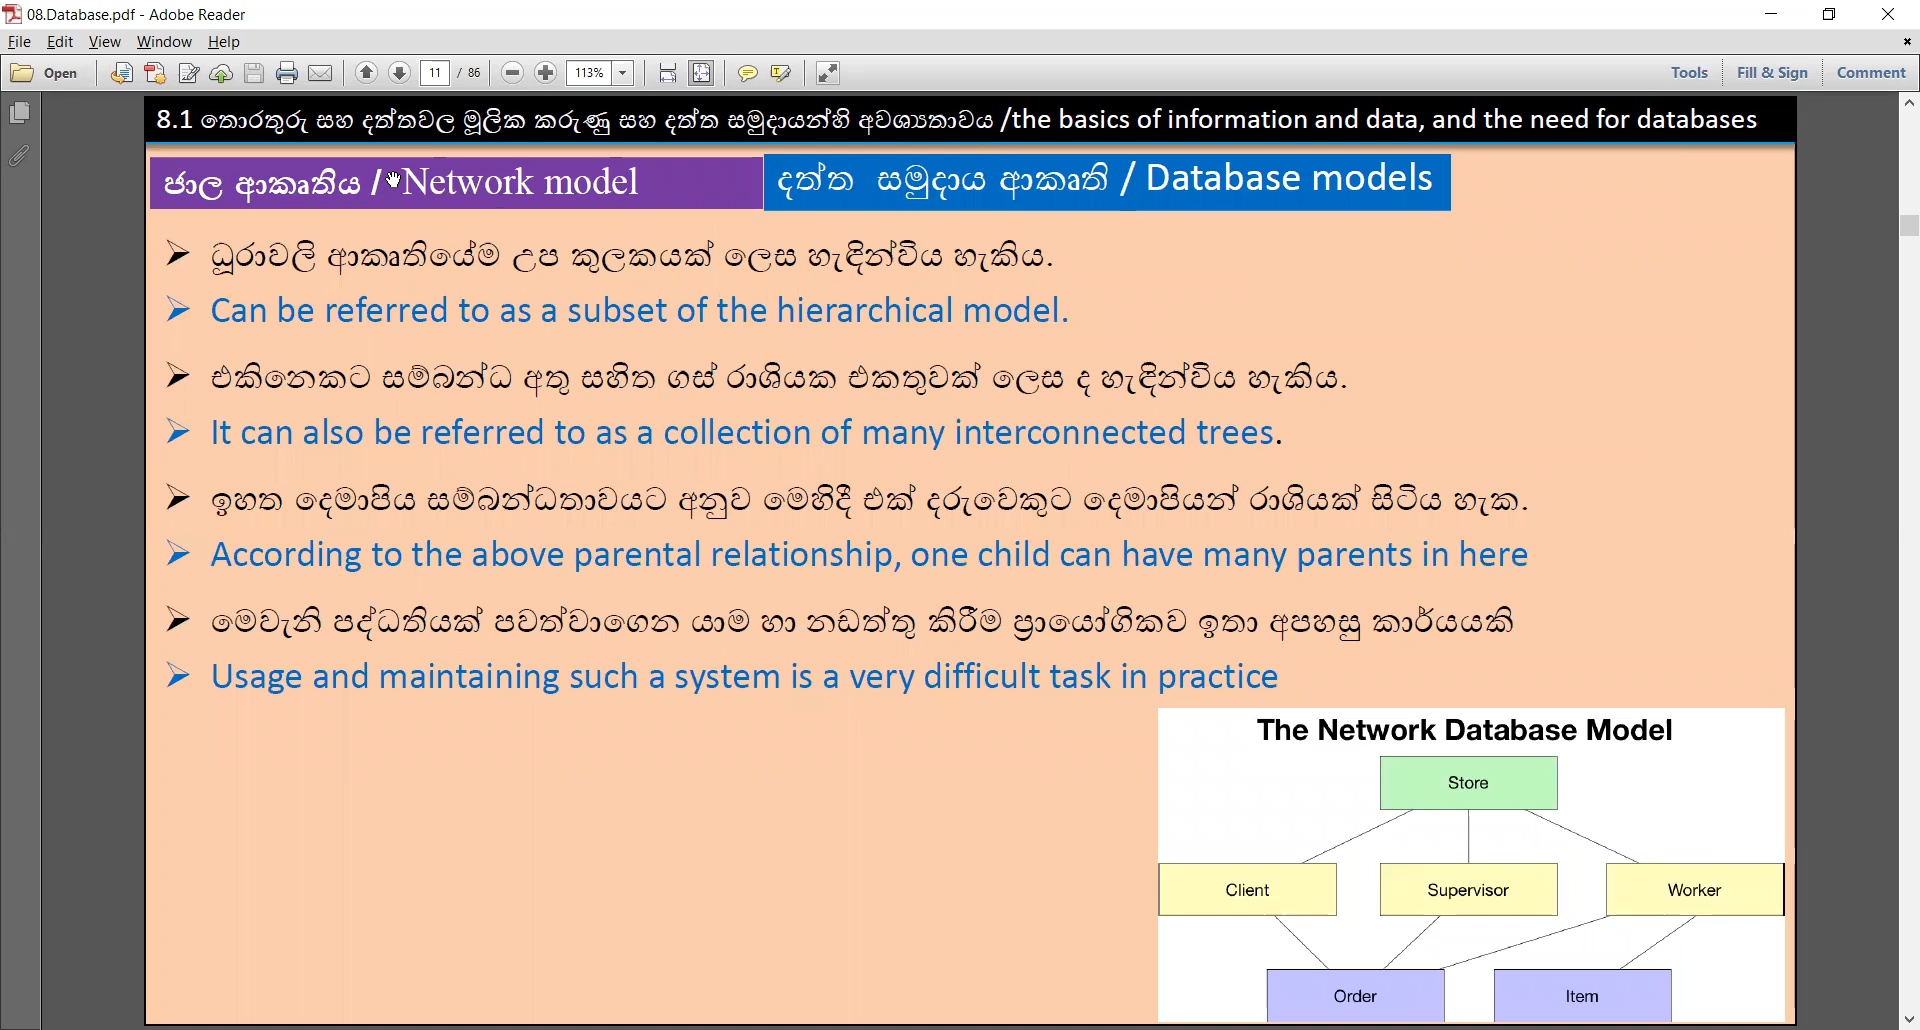 08.Database.pdf - Adobe Reader
File Edit View Window Help
Open 11 / 86 113% Tools Fill & Sign Comment
8.1 තොරතුරු සහ දත්තවල මූලික කරුණු සහ දත්ත සමුදායන්හි අවශ්‍යතාවය /the basics of information and data, and the need for databases
ජාල ආකෘතිය / Network model
දත්ත සමුදාය ආකෘති / Database models
ධූරාවලි ආකෘතියේම උප කුලකයක් ලෙස හැඳින්විය හැකිය.
Can be referred to as a subset of the hierarchical model.
එකිනෙකට සම්බන්ධ අතු සහිත ගස් රාශියක එකතුවක් ලෙස ද හැඳින්විය හැකිය.
It can also be referred to as a collection of many interconnected trees.
ඉහත දෙමාපිය සම්බන්ධතාවයට අනුව මෙහිදී එක් දරුවෙකුට දෙමාපියන් රාශියක් සිටිය හැක.
According to the above parental relationship, one child can have many parents in here
මෙවැනි පද්ධතියක් පවත්වාගෙන යාම හා නඩත්තු කිරීම ප්‍රායෝගිකව ඉතා අපහසු කාර්යයකි
Usage and maintaining such a system is a very difficult task in practice
The Network Database Model
Store
Client Supervisor Worker
Order Item